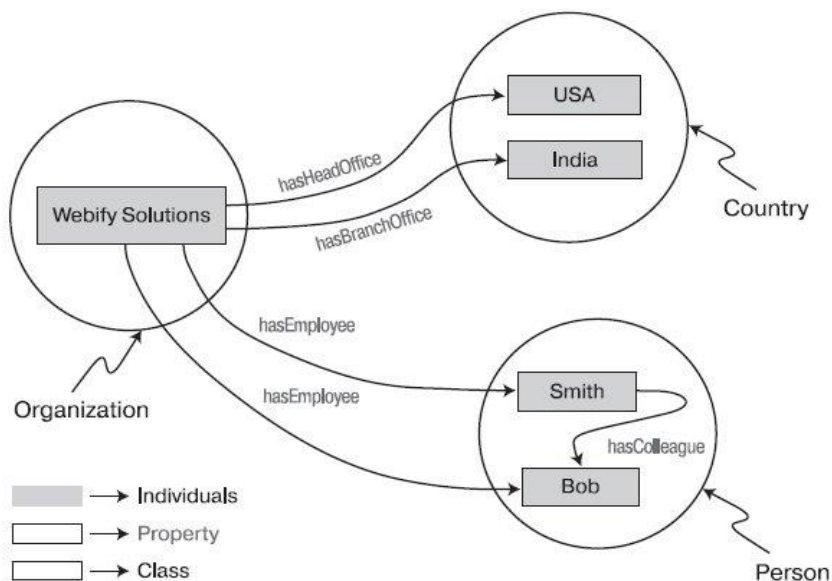 USA
India
hasHeadOffice
Webify Solutions
hasBranchOffice
Country
hasEmployee
Organization
hasEmployee
Smith
hasColleague
Bob
Individuals
Property
Class
Person